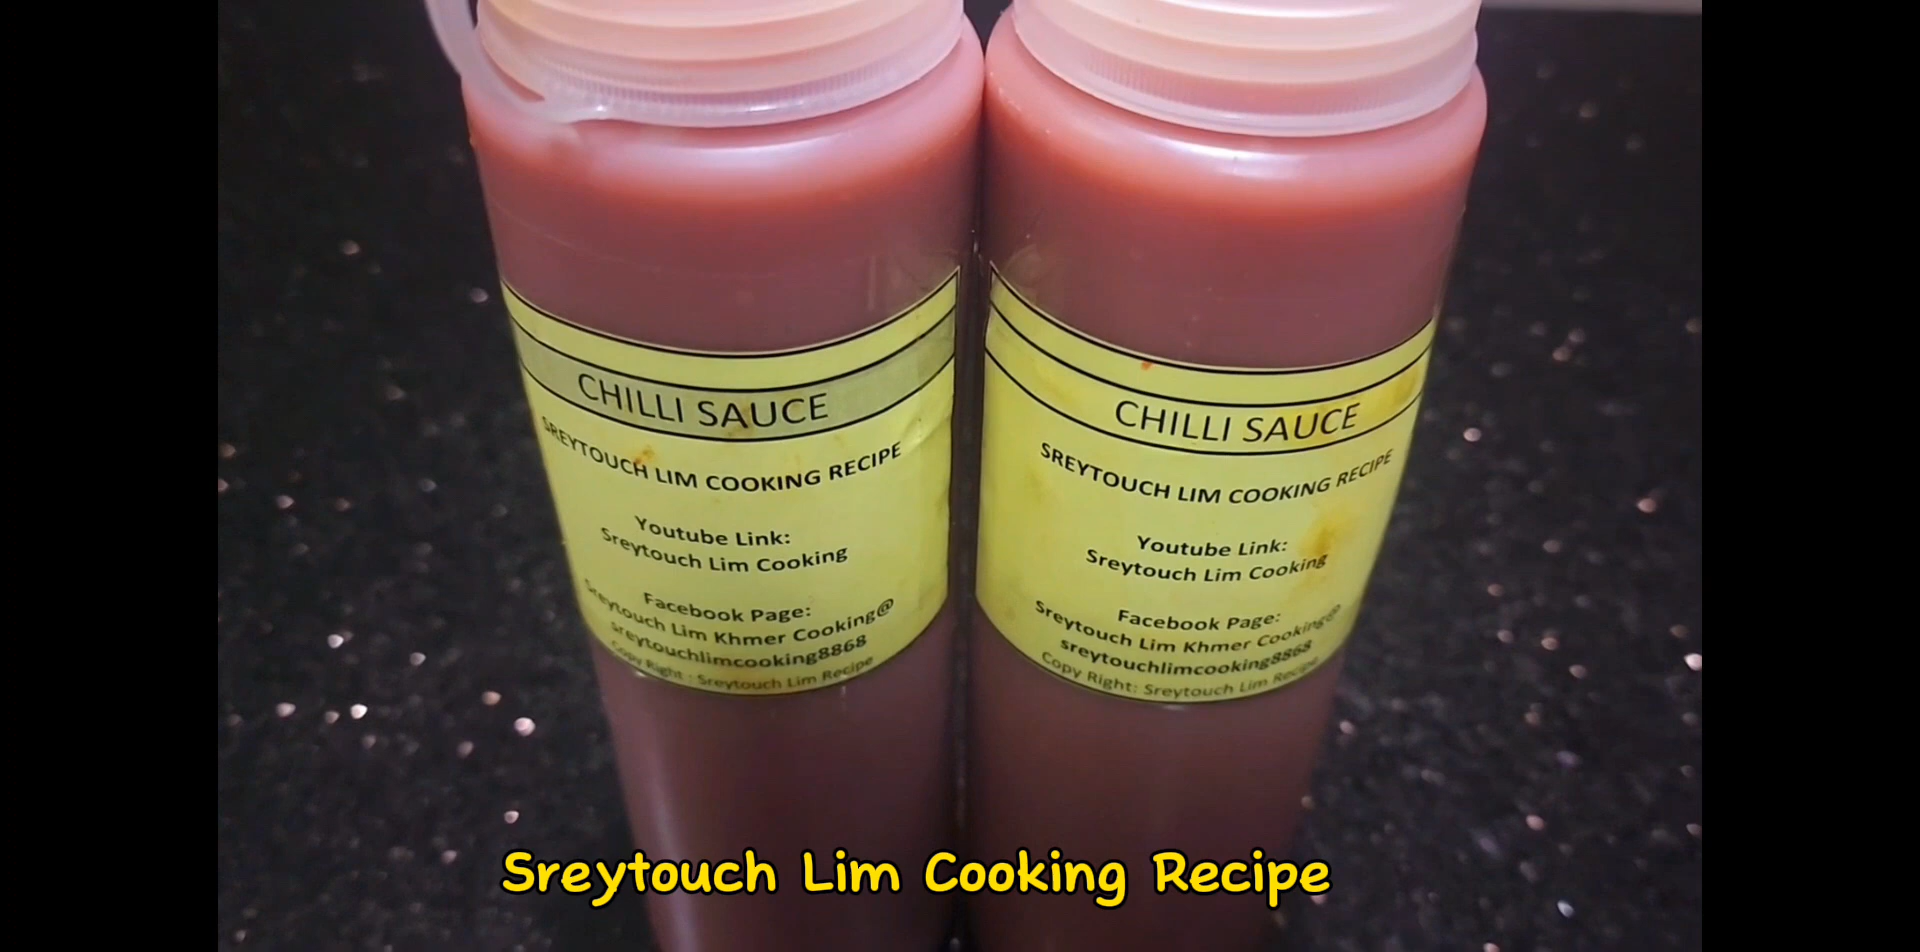 CHILLI SAUCE
SREYTOUCH LIM COOKING RECIPE
Youtube Link:
Sreytouch Lim Cooking
Facebook Page:
Sreytouch Lim Khmer Cooking@
sreytouchlimcooking8868
Copy Right : Sreytouch Lim Recipe
CHILLI SAUCE
SREYTOUCH LIM COOKING RECIPE
Youtube Link:
Sreytouch Lim Cooking
Facebook Page:
Sreytouch Lim Khmer Cooking@
sreytouchlimcooking8868
Copy Right: Sreytouch Lim Recipe
Sreytouch Lim Cooking Recipe